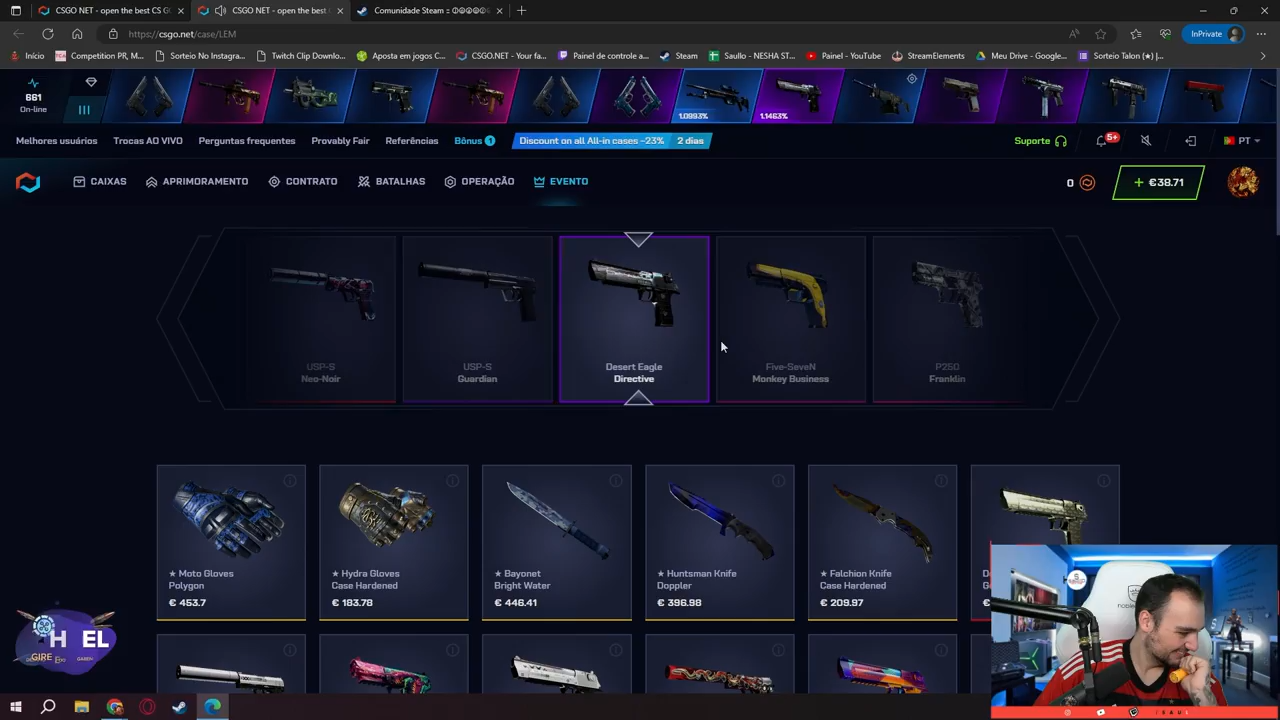 CSGO NET - open the best CS G
CSGO NET - open the best
Comunidade Steam ::
https://csgo.net/case/LEM
InPrivate
Início
Competition PR, M...
Sorteio No Instagra...
Twitch Clip Downlo...
Aposta em jogos C...
CSGO.NET - Your fa...
Painel de controle a...
Steam
Saullo - NESHA ST...
Painel - YouTube
StreamElements
Meu Drive - Google...
Sorteio Talon (★)...
661
On-line
1.0993%
1.1463%
Melhores usuários
Trocas AO VIVO
Perguntas frequentes
Provably Fair
Referências
Bônus 1
Discount on all All-in cases -23%
2 dias
Suporte
5+
PT
CAIXAS
APRIMORAMENTO
CONTRATO
BATALHAS
OPERAÇÃO
EVENTO
0
+ €38.71
USP-S
Neo-Noir
USP-S
Guardian
Desert Eagle
Directive
Five-SeveN
Monkey Business
P250
Franklin
★ Moto Gloves
Polygon
€ 453.7
★ Hydra Gloves
Case Hardened
€ 183.78
★ Bayonet
Bright Water
€ 446.41
★ Huntsman Knife
Doppler
€ 396.98
★ Falchion Knife
Case Hardened
€ 209.97
€
H EL
GIRE